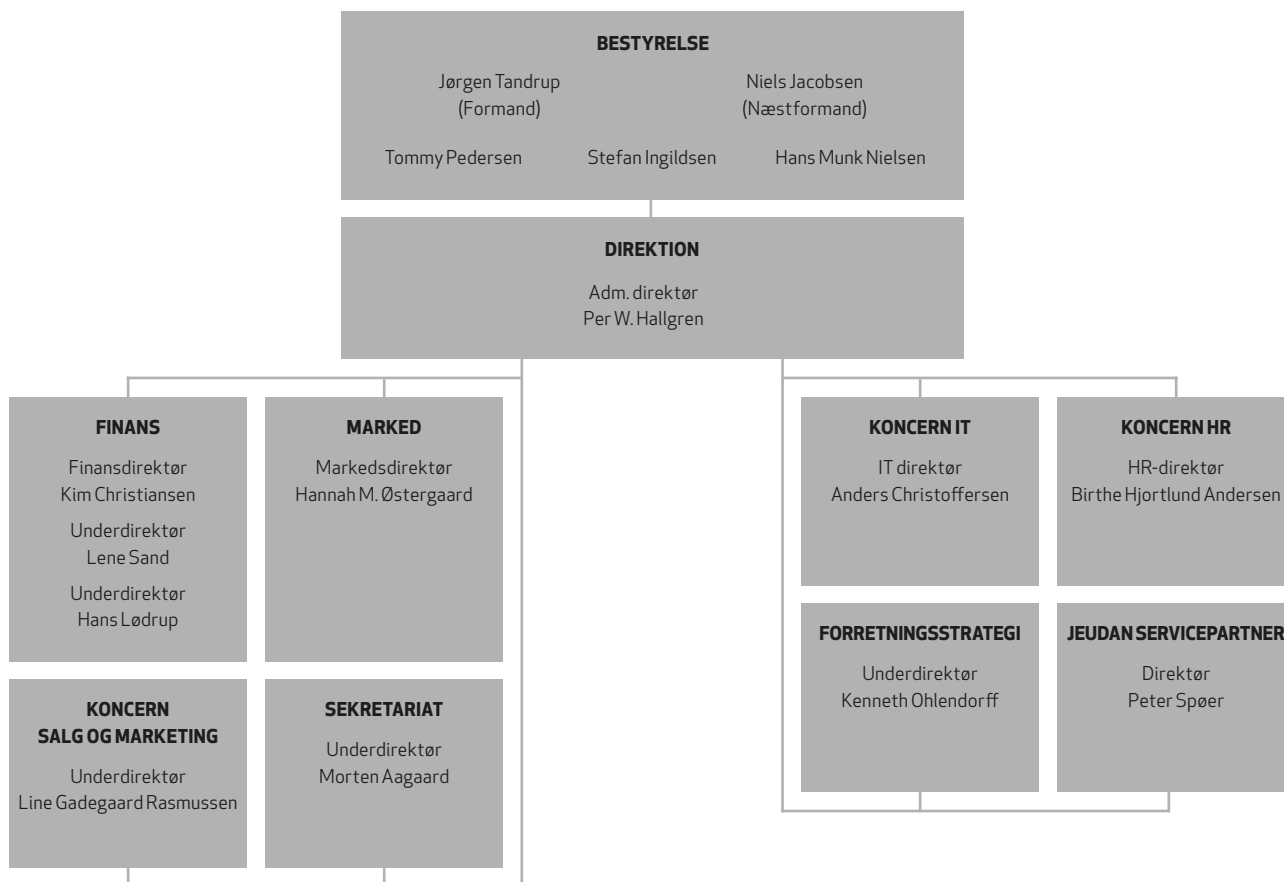 BESTYRELSE
Jørgen Tandrup
(Formand)
Niels Jacobsen
(Næstformand)
Tommy Pedersen
Stefan Ingildsen
Hans Munk Nielsen
DIREKTION
Adm. direktør
Per W. Hallgren
FINANS
Finansdirektør
Kim Christiansen
Underdirektør
Lene Sand
Underdirektør
Hans Lødrup
MARKED
Markedsdirektør
Hannah M. Østergaard
KONCERN IT
IT direktør
Anders Christoffersen
KONCERN HR
HR-direktør
Birthe Hjortlund Andersen
KONCERN
SALG OG MARKETING
Underdirektør
Line Gadegaard Rasmussen
SEKRETARIAT
Underdirektør
Morten Aagaard
FORRETNINGSSTRATEGI
Underdirektør
Kenneth Ohlendorff
JEUDAN SERVICEPARTNER
Direktør
Peter Spøer